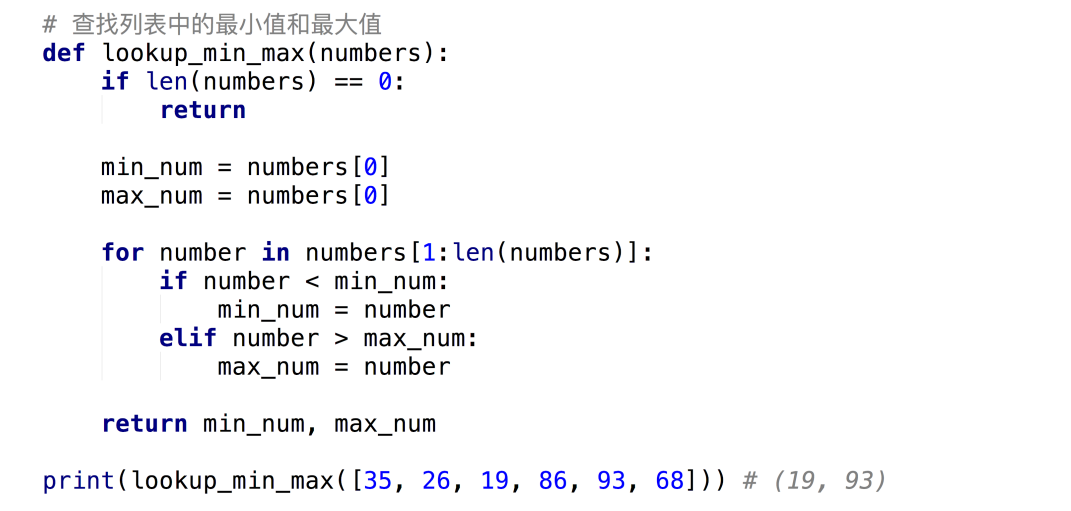 # 查找列表中的最小值和最大值
def lookup_min_max(numbers):
    if len(numbers) == 0:
        return
    min_num = numbers[0]
    max_num = numbers[0]
    for number in numbers[1:len(numbers)]:
        if number < min_num:
            min_num = number
        elif number > max_num:
            max_num = number
    return min_num, max_num
print(lookup_min_max([35, 26, 19, 86, 93, 68])) # (19, 93)